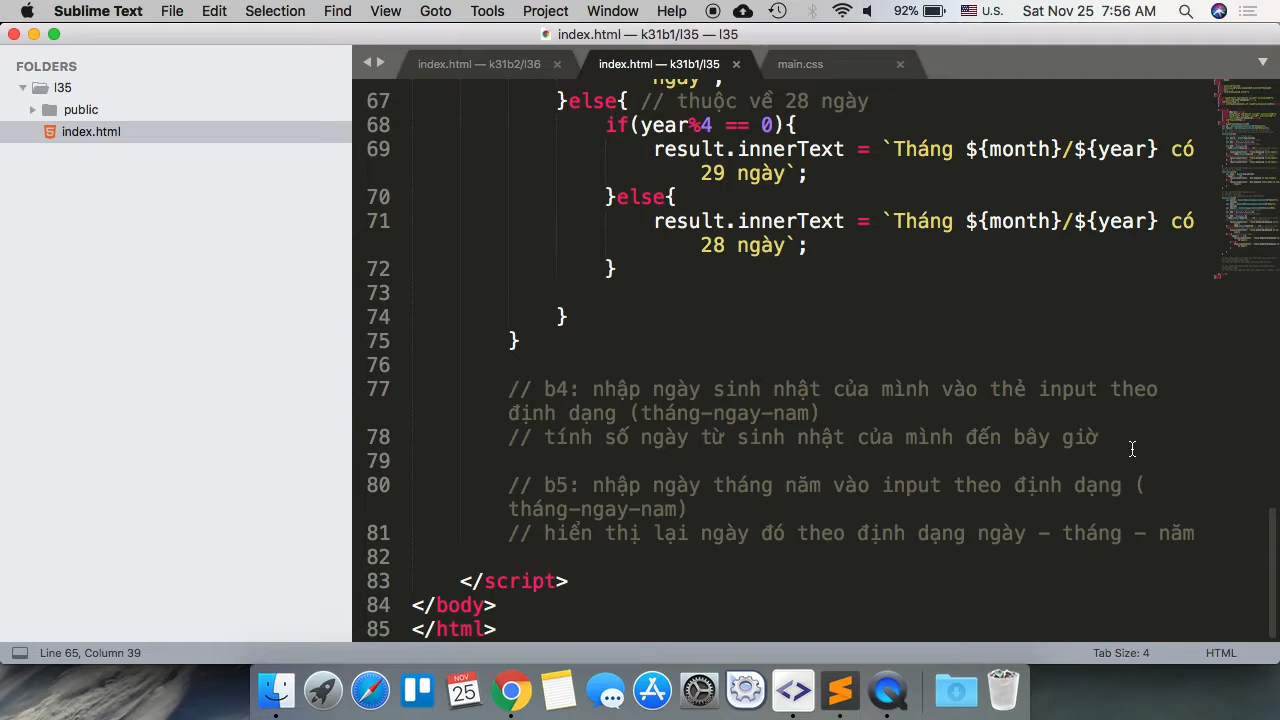 Sublime Text File Edit Selection Find View Goto Tools Project Window Help 92% U.S. Sat Nov 25 7:56 AM
index.html — k31b1/l35 — l35
FOLDERS
l35
public
index.html
index.html — k31b2/l36 index.html — k31b1/l35 main.css
ngày`;
67 }else{ // thuộc về 28 ngày
68 if(year%4 == 0){
69 result.innerText = `Tháng ${month}/${year} có
29 ngày`;
70 }else{
71 result.innerText = `Tháng ${month}/${year} có
28 ngày`;
72 }
73
74 }
75 }
76
77 // b4: nhập ngày sinh nhật của mình vào thẻ input theo
định dạng (tháng-ngay-nam)
78 // tính số ngày từ sinh nhật của mình đến bây giờ
79
80 // b5: nhập ngày tháng năm vào input theo định dạng (
tháng-ngay-nam)
81 // hiển thị lại ngày đó theo định dạng ngày - tháng - năm
82
83 </script>
84 </body>
85 </html>
Line 65, Column 39 Tab Size: 4 HTML
NOV
25